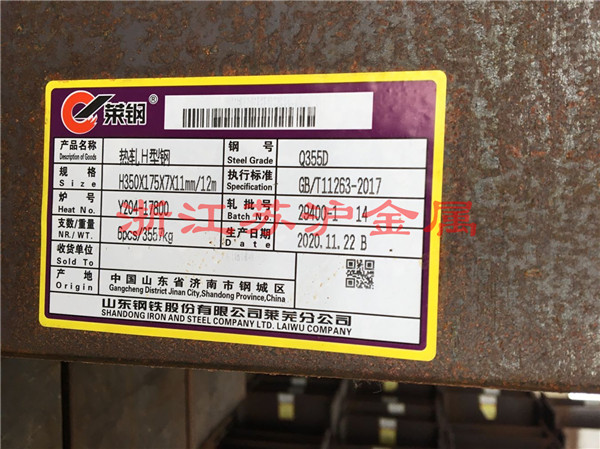 莱钢®
产品名称 热轧H型钢 钢号 Q355D
Description of Goods Steel Grade
规格 H350X175X7X11mm/12m 执行标准 GB/T11263-2017
Size Specification
炉号 轧批号
Heat No. Batch No.
支数/重量 6pcs/3557kg 生产日期 2020.11.22 B
NR./WT. D'ate
浙江苏沪金属
收货单位
Sold To
产地 中国山东省济南市钢城区
Origin Gangcheng District Jinan City,Shandong Province,China
山东钢铁股份有限公司莱芜分公司
SHANDONG IRON AND STEEL COMPANY LTD. LAIWU COMPANY